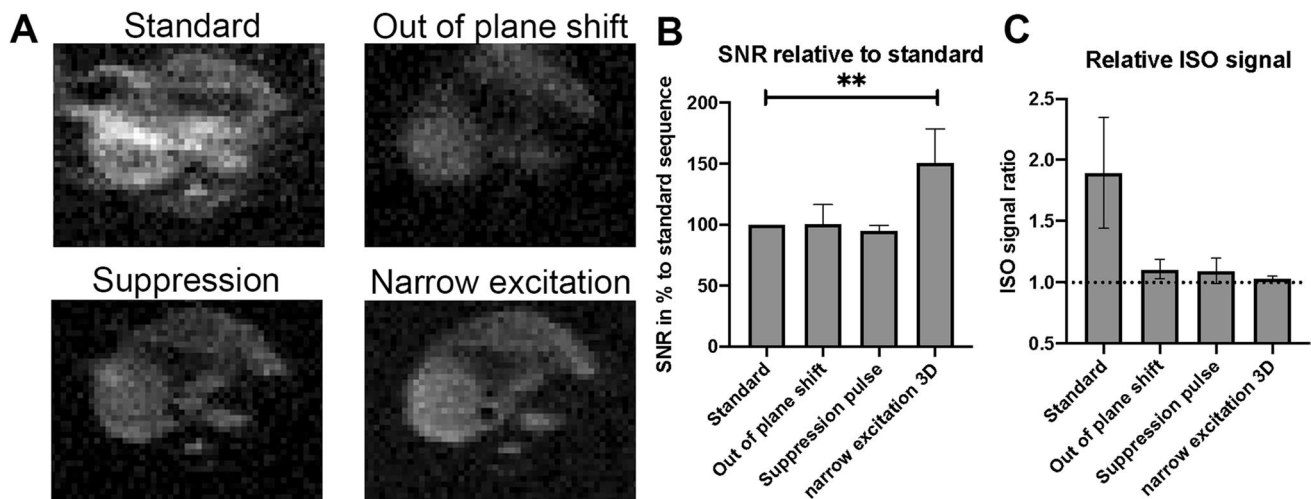 A
Standard
Out of plane shift
Suppression
Narrow excitation
B
SNR relative to standard
**
SNR in % to standard sequence
200
150
100
50
0
Standard
Out of plane shift
Suppression pulse
narrow excitation 3D
C
Relative ISO signal
ISO signal ratio
2.5
2.0
1.5
1.0
0.5
Standard
Out of plane shift
Suppression pulse
narrow excitation 3D